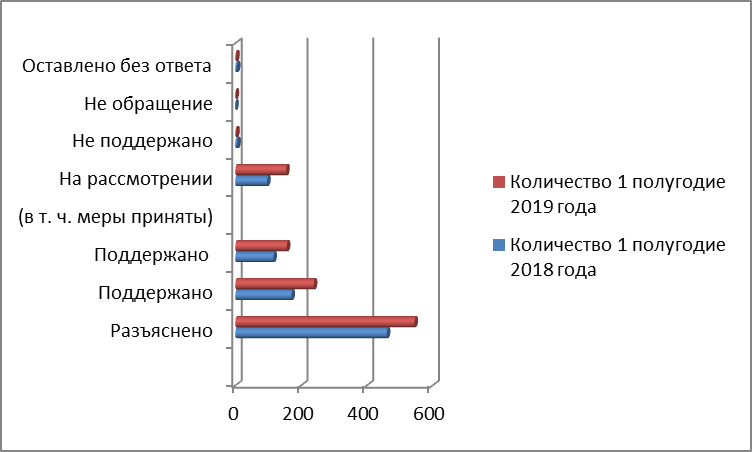 Оставлено без ответа
Не обращение
Не поддержано
На рассмотрении
(в т. ч. меры приняты)
Поддержано
Поддержано
Разъяснено
0 200 400 600
Количество 1 полугодие
2019 года
Количество 1 полугодие
2018 года